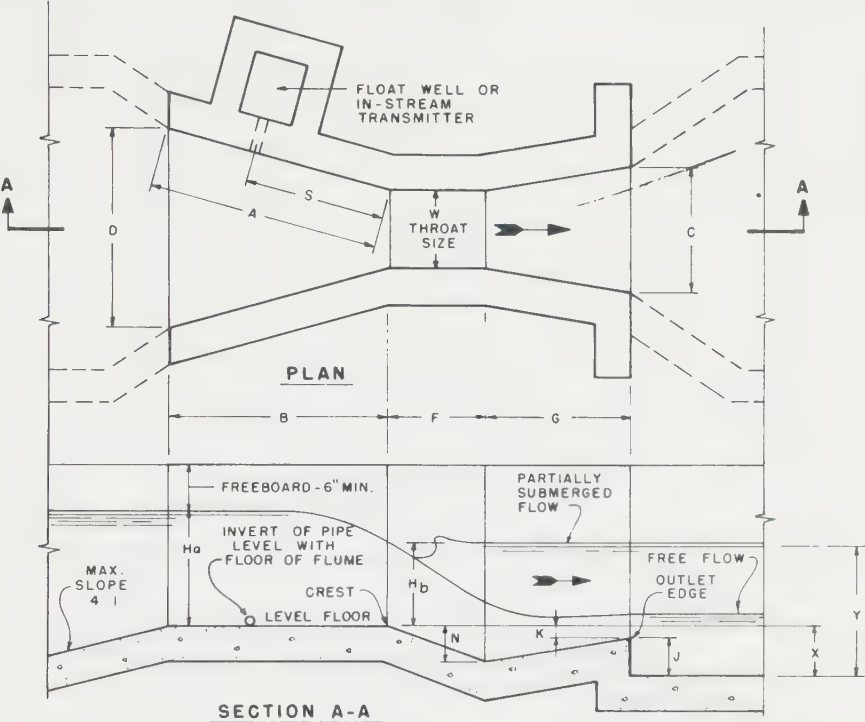 FLOAT WELL OR
IN-STREAM
TRANSMITTER
A
A
S
A
D
W
THROAT
SIZE
C
PLAN
B
F
G
FREEBOARD-6" MIN.
PARTIALLY
SUBMERGED
FLOW
INVERT OF PIPE
LEVEL WITH
FLOOR OF FLUME
Ha
Hb
FREE FLOW
OUTLET
EDGE
MAX.
SLOPE
4 1
CREST
LEVEL FLOOR
N
K
J
X
Y
SECTION A-A